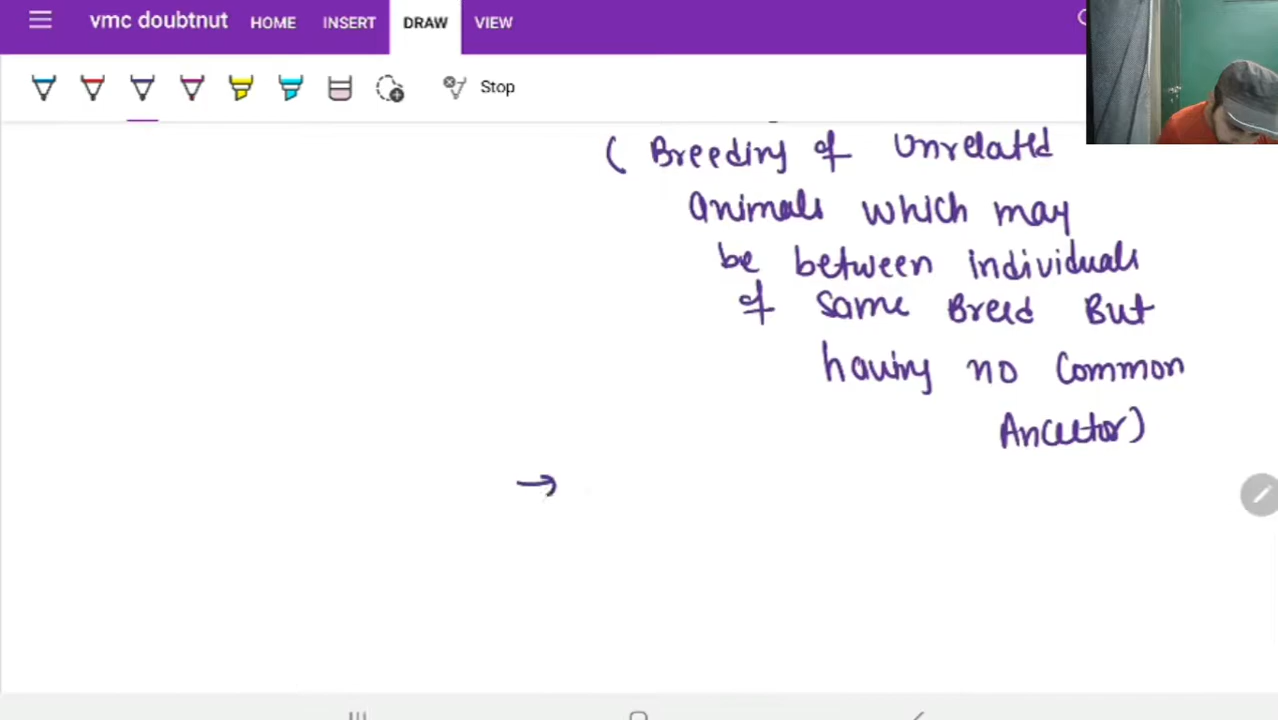 vmc doubtnut HOME INSERT DRAW VIEW
Stop
( Breeding of Unrelated
animals which may
be between individuals
of Same Breed But
having no Common
Ancestor)
→